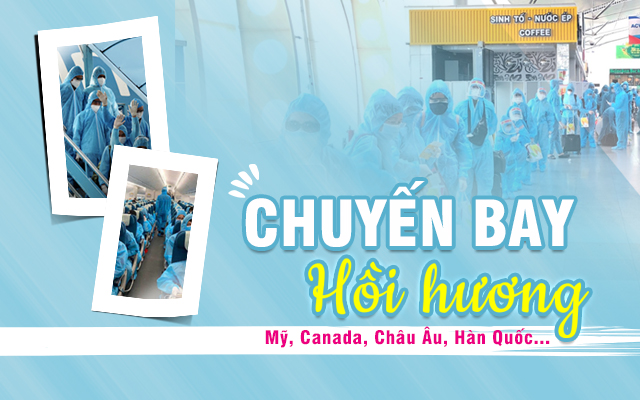 SINH TỐ - NƯỚC ÉP
COFFEE
CHUYẾN BAY
Hồi hương
Mỹ, Canada, Châu Âu, Hàn Quốc...